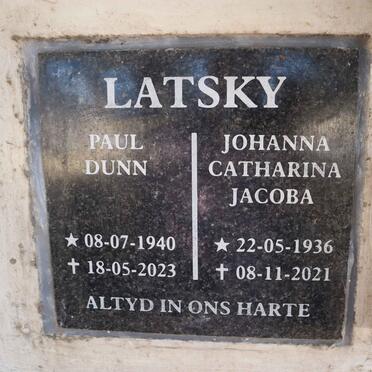 LATSKY
PAUL
DUNN
★ 08-07-1940
✝ 18-05-2023
JOHANNA
CATHARINA
JACOBA
★ 22-05-1936
✝ 08-11-2021
ALTYD IN ONS HARTE